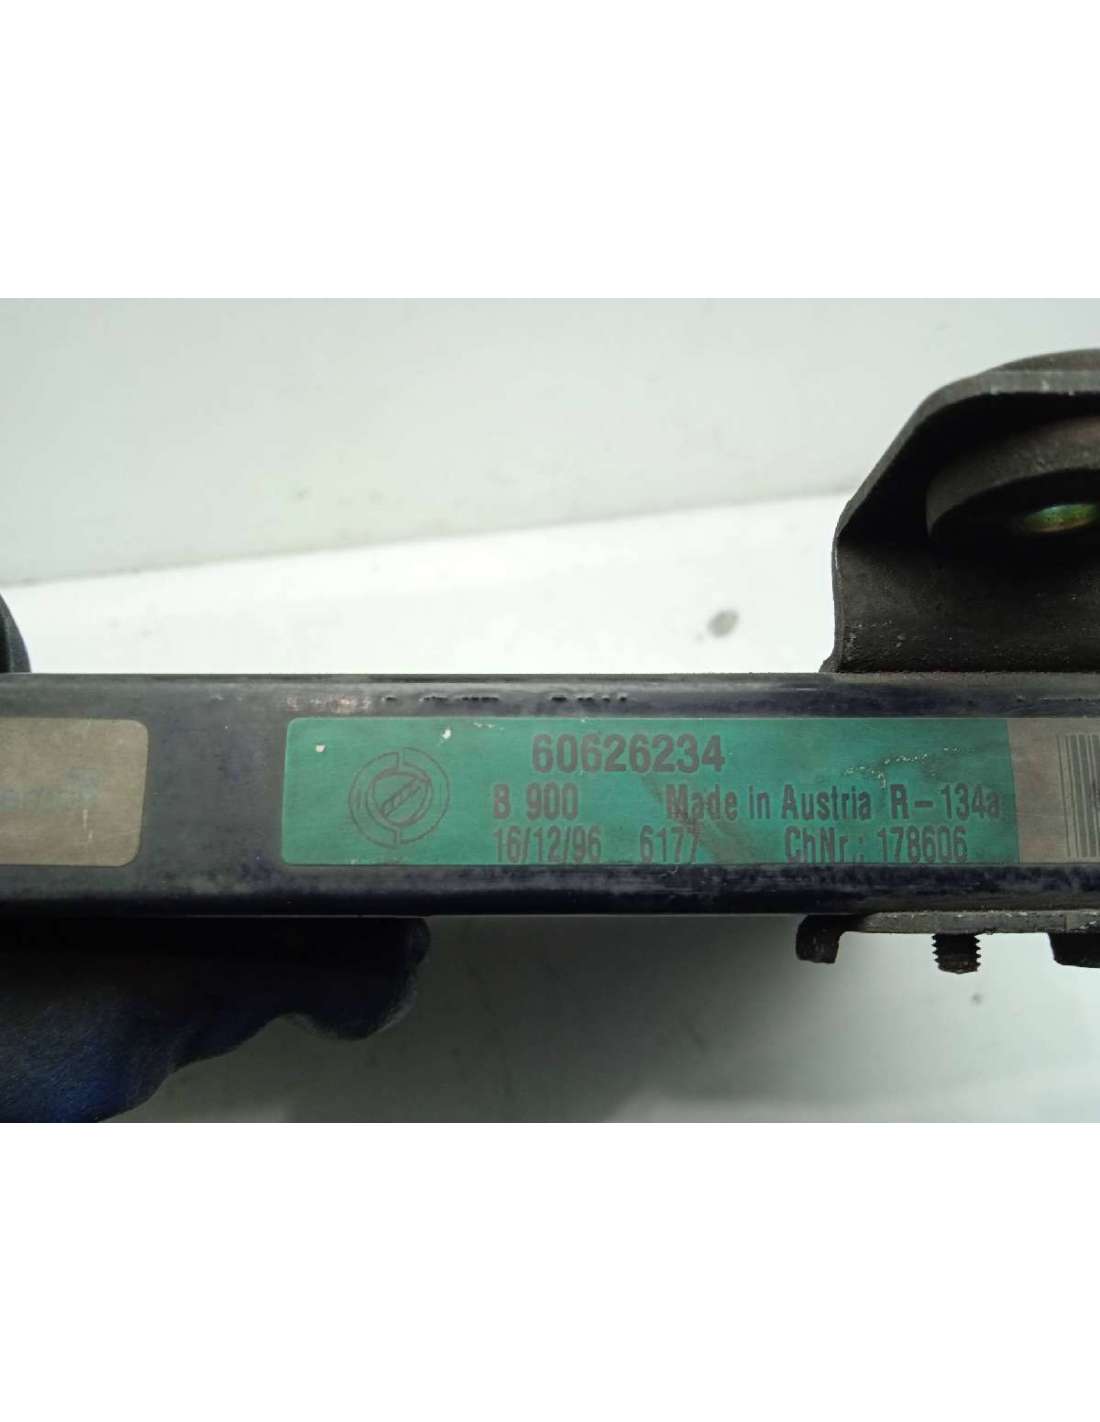 60626234
B 900 Made in Austria R-134a
16/12/96 6177 ChNr.: 178606